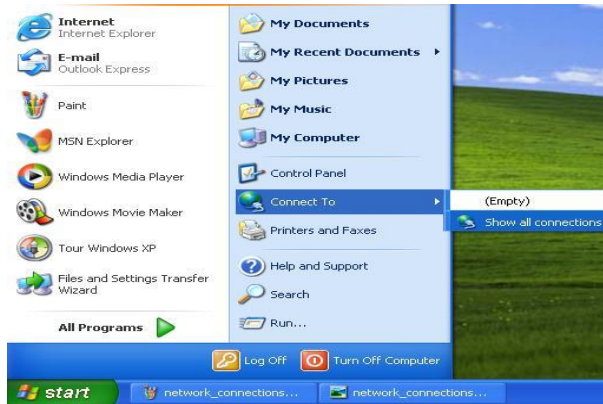 Internet
Internet Explorer
E-mail
Outlook Express
Paint
MSN Explorer
Windows Media Player
Windows Movie Maker
Tour Windows XP
Files and Settings Transfer
Wizard
All Programs
My Documents
My Recent Documents
My Pictures
My Music
My Computer
Control Panel
Connect To
Printers and Faxes
Help and Support
Search
Run...
(Empty)
Show all connections
Log Off
Turn Off Computer
start
network_connections...
network_connections...